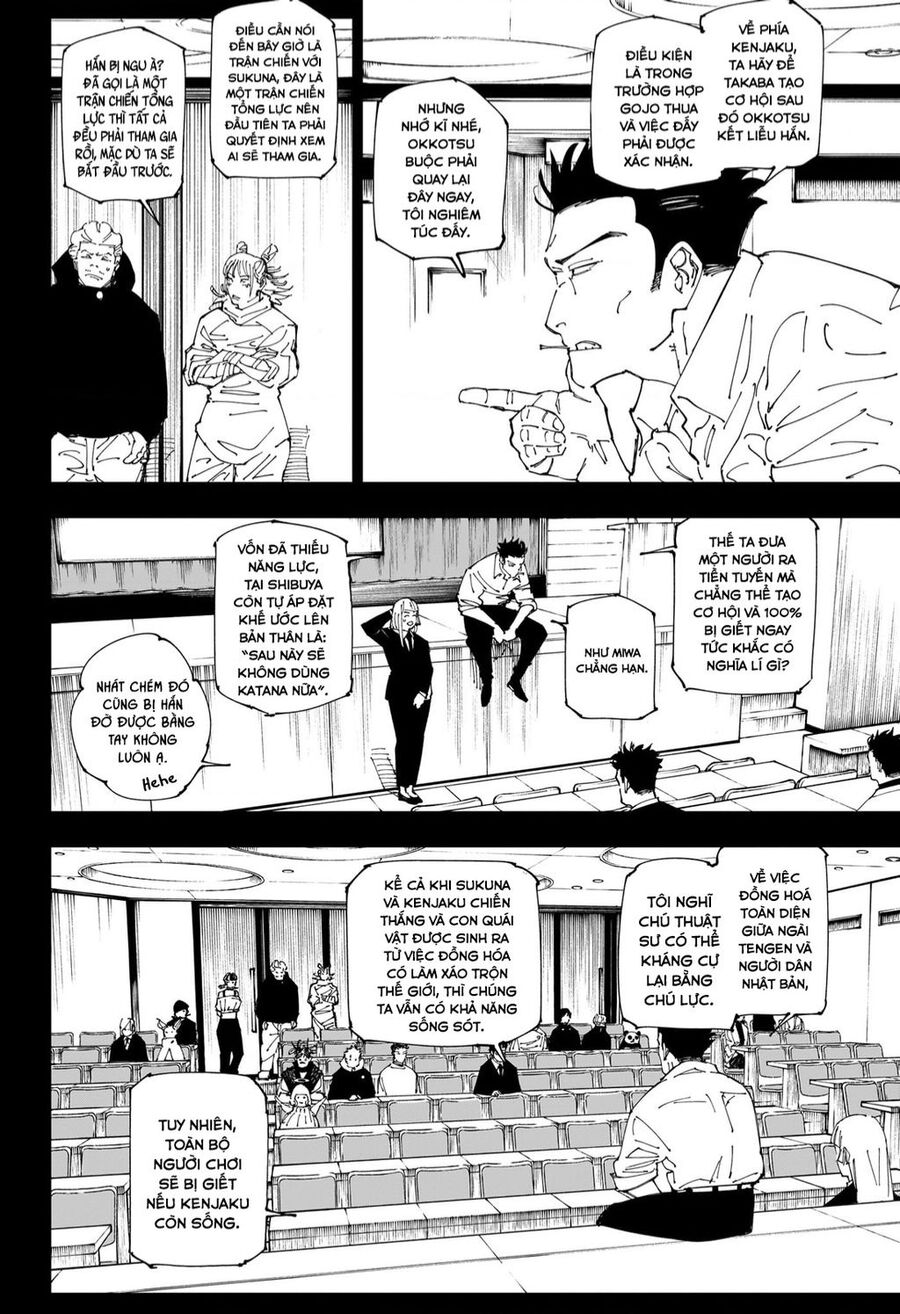 VỀ PHÍA
KENJAKU,
TA HÃY ĐỂ
TAKABA TẠO
CƠ HỘI SAU
ĐÓ OKKOTSU
KẾT LIỄU HẮN.
ĐIỀU KIỆN
LÀ TRONG
TRƯỜNG HỢP
GOJO THUA
VÀ VIỆC ĐẤY
PHẢI ĐƯỢC
XÁC NHẬN.
NHƯNG
NHỚ KĨ NHÉ,
OKKOTSU
BUỘC PHẢI
QUAY LẠI
ĐÂY NGAY,
TÔI NGHIÊM
TÚC ĐẤY.
ĐIỀU CẦN NÓI
ĐẾN BÂY GIỜ LÀ
TRẬN CHIẾN VỚI
SUKUNA, ĐÂY LÀ
MỘT TRẬN CHIẾN
TỔNG LỰC NÊN
ĐẦU TIÊN TA PHẢI
QUYẾT ĐỊNH XEM
AI SẼ THAM GIA.
HẮN BỊ NGU À?
ĐÃ GỌI LÀ MỘT
TRẬN CHIẾN TỔNG
LỰC THÌ TẤT CẢ
ĐỀU PHẢI THAM GIA
RỒI, MẶC DÙ TA SẼ
BẮT ĐẦU TRƯỚC.
THẾ TA ĐƯA
MỘT NGƯỜI RA
TIỀN TUYẾN MÀ
CHẲNG THỂ TẠO
CƠ HỘI VÀ 100%
BỊ GIẾT NGAY
TỨC KHẮC CÓ
NGHĨA LÍ GÌ?
NHƯ MIWA
CHẲNG HẠN.
VỐN ĐÃ THIẾU
NĂNG LỰC,
TẠI SHIBUYA
CÒN TỰ ÁP ĐẶT
KHẾ ƯỚC LÊN
BẢN THÂN LÀ:
“SAU NÀY SẼ
KHÔNG DÙNG
KATANA NỮA”.
NHÁT CHÉM ĐÓ
CŨNG BỊ HẮN
ĐỠ ĐƯỢC BẰNG
TAY KHÔNG
LUÔN Ạ.
Hehe
VỀ VIỆC
ĐỒNG HOÁ
TOÀN DIỆN
GIỮA NGÀI
TENGEN VÀ
NGƯỜI DÂN
NHẬT BẢN,
TÔI NGHĨ
CHÚ THUẬT
SƯ CÓ THỂ
KHÁNG CỰ
LẠI BẰNG
CHÚ LỰC.
KỂ CẢ KHI SUKUNA
VÀ KENJAKU CHIẾN
THẮNG VÀ CON QUÁI
VẬT ĐƯỢC SINH RA
TỪ VIỆC ĐỒNG HÓA
CÓ LÀM XÁO TRỘN
THẾ GIỚI, THÌ CHÚNG
TA VẪN CÓ KHẢ NĂNG
SỐNG SÓT.
TUY NHIÊN,
TOÀN BỘ
NGƯỜI CHƠI
SẼ BỊ GIẾT
NẾU KENJAKU
CÒN SỐNG.